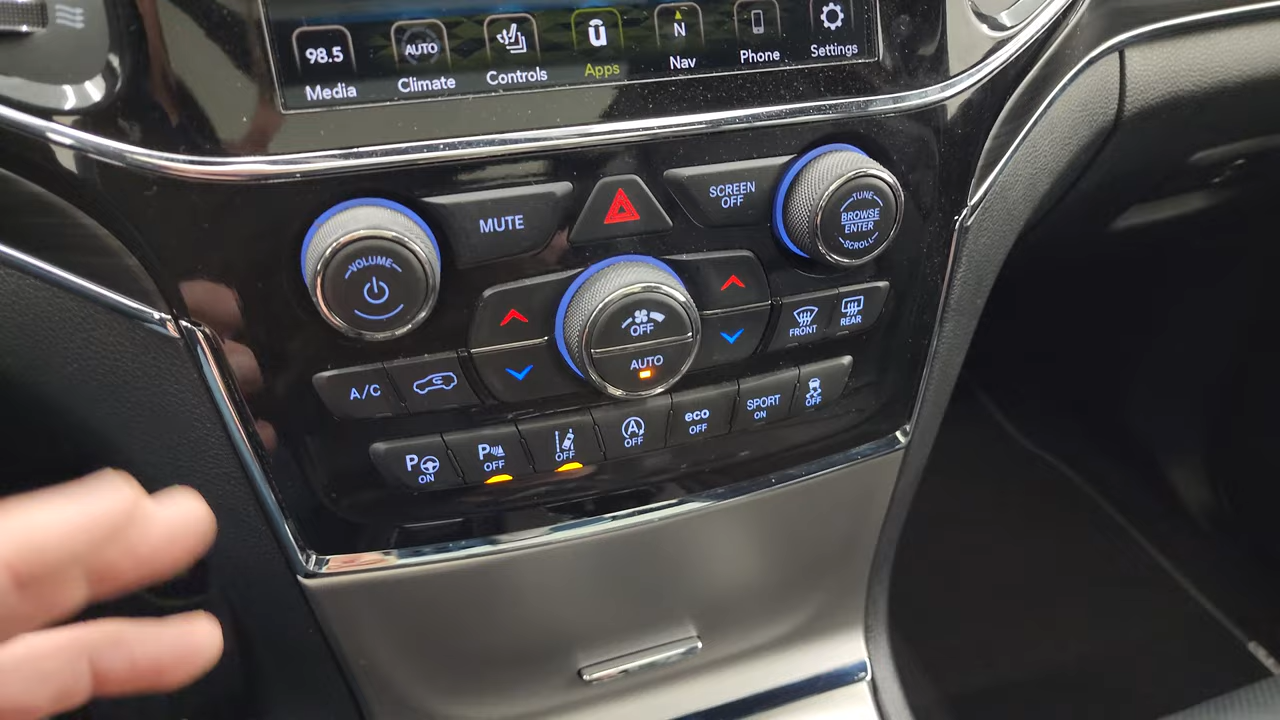 98.5
AUTO
N
Media
Climate
Controls
Apps
Nav
Phone
Settings
MUTE
SCREEN
OFF
TUNE
BROWSE
ENTER
SCROLL
VOLUME
OFF
AUTO
FRONT
REAR
A/C
P
ON
P
OFF
OFF
A
OFF
eco
OFF
SPORT
ON
OFF